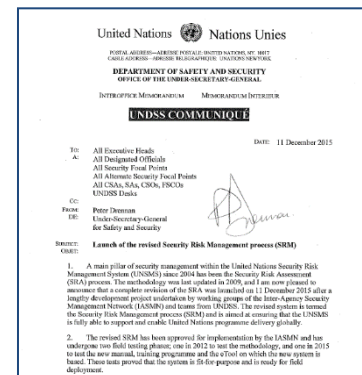 United Nations Nations Unies
POSTAL ADDRESS—ADRESSE POSTALE: UNITED NATIONS, NY 10017
CABLE ADDRESS—ADRESSE TELEGRAPHIQUE: UNATIONS NEWYORK
DEPARTMENT OF SAFETY AND SECURITY
OFFICE OF THE UNDER-SECRETARY-GENERAL
INTEROFFICE MEMORANDUM MEMORANDUM INTERIEUR
UNDSS COMMUNIQUÉ
DATE: 11 December 2015
TO: All Executive Heads
A: All Designated Officials
All Security Focal Points
All Alternate Security Focal Points
All CSAs, SAs, CSOs, FSCOs
UNDSS Desks
CC:
FROM: Peter Drennan
DE: Under-Secretary-General
for Safety and Security
SUBJECT: Launch of the revised Security Risk Management process (SRM)
OBJET:
1. A main pillar of security management within the United Nations Security Risk
Management System (UNSMS) since 2004 has been the Security Risk Assessment
(SRA) process. The methodology was last updated in 2009, and I am now pleased to
announce that a complete revision of the SRA was launched on 11 December 2015 after a
lengthy development project undertaken by working groups of the Inter-Agency Security
Management Network (IASMN) and teams from UNDSS. The revised system is termed
the Security Risk Management process (SRM) and is aimed at ensuring that the UNSMS
is fully able to support and enable United Nations programme delivery globally.
2. The revised SRM has been approved for implementation by the IASMN and has
undergone two field testing phases; one in 2012 to test the methodology, and one in 2015
to test the new manual, training programme and the eTool on which the new system is
based. These tests proved that the system is fit-for-purpose and is ready for field
deployment.